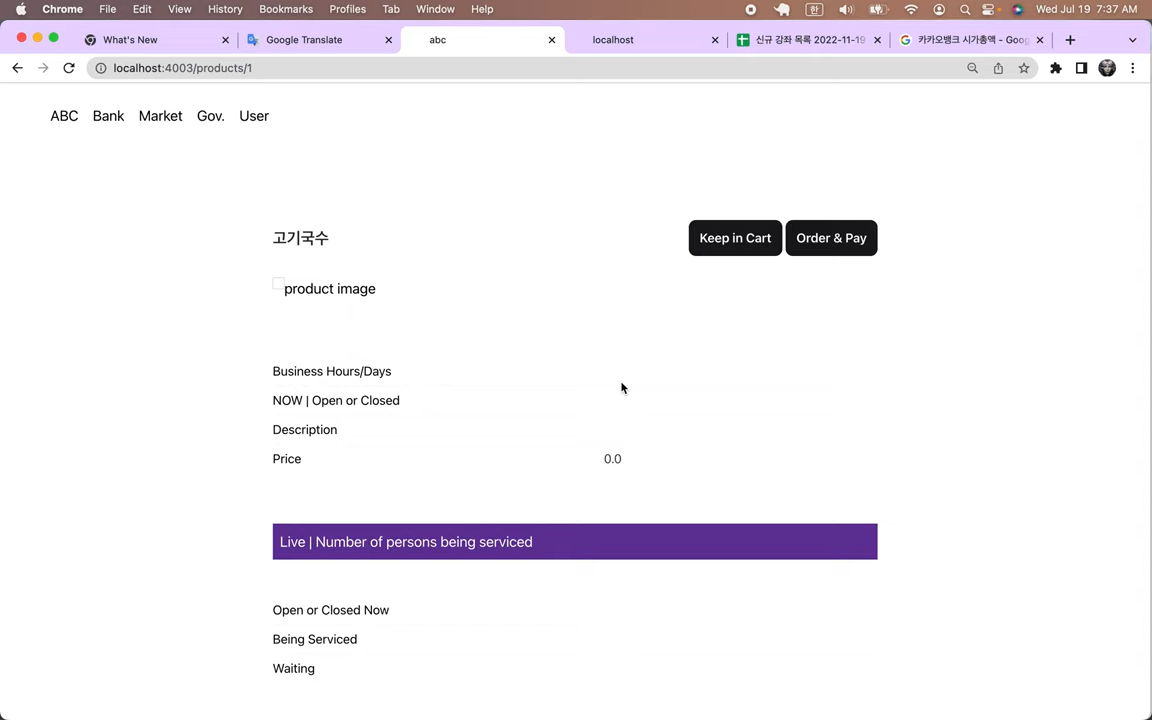 Chrome File Edit View History Bookmarks Profiles Tab Window Help 한 Wed Jul 19 7:37 AM
What's New Google Translate abc localhost 신규 강좌 목록 2022-11-19 카카오뱅크 시가총액 - Goog
localhost:4003/products/1
ABC Bank Market Gov. User
고기국수 Keep in Cart Order & Pay
product image
Business Hours/Days
NOW | Open or Closed
Description
Price 0.0
Live | Number of persons being serviced
Open or Closed Now
Being Serviced
Waiting